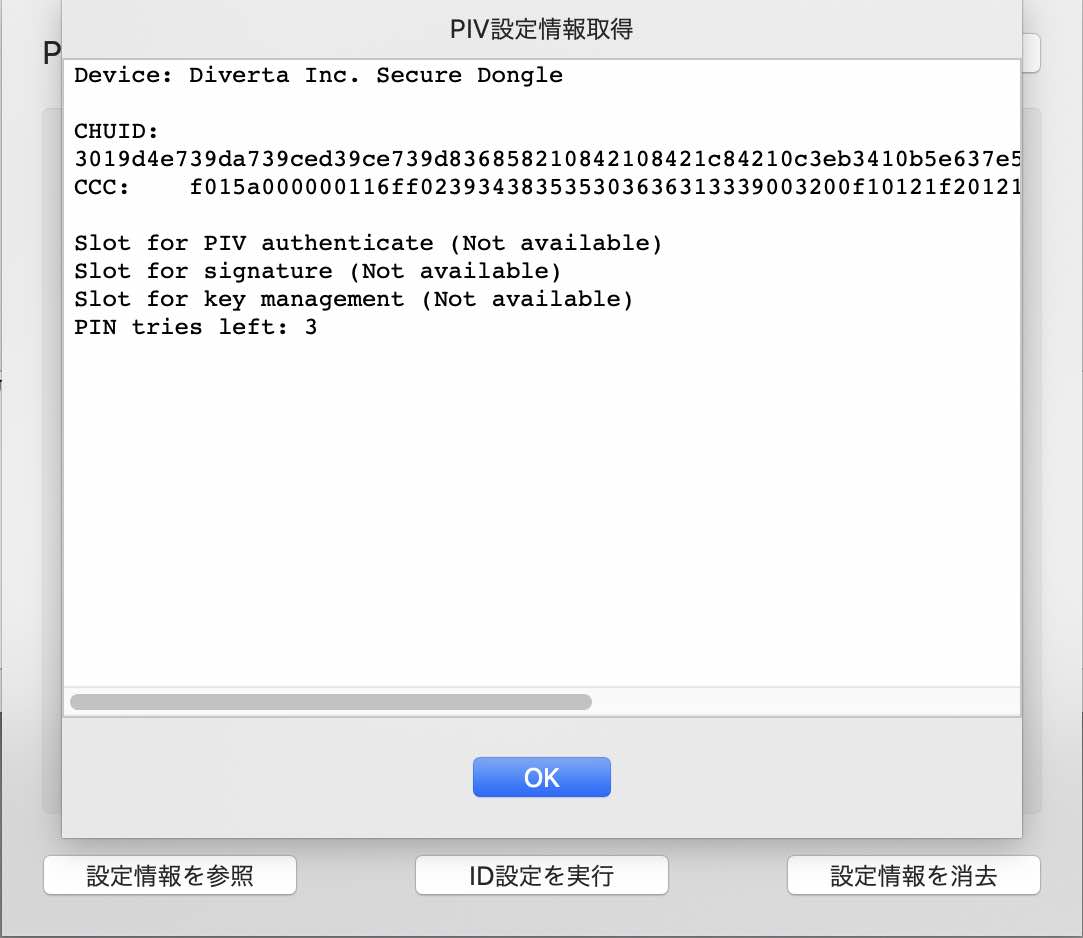 PIV設定情報取得
P
Device: Diverta Inc. Secure Dongle
CHUID:
3019d4e739da739ced39ce739d836858210842108421c84210c3eb3410b5e637e5
CCC:    f015a000000116ff023934383535303636313339003200f10121f20121
Slot for PIV authenticate (Not available)
Slot for signature (Not available)
Slot for key management (Not available)
PIN tries left: 3
OK
設定情報を参照
ID設定を実行
設定情報を消去